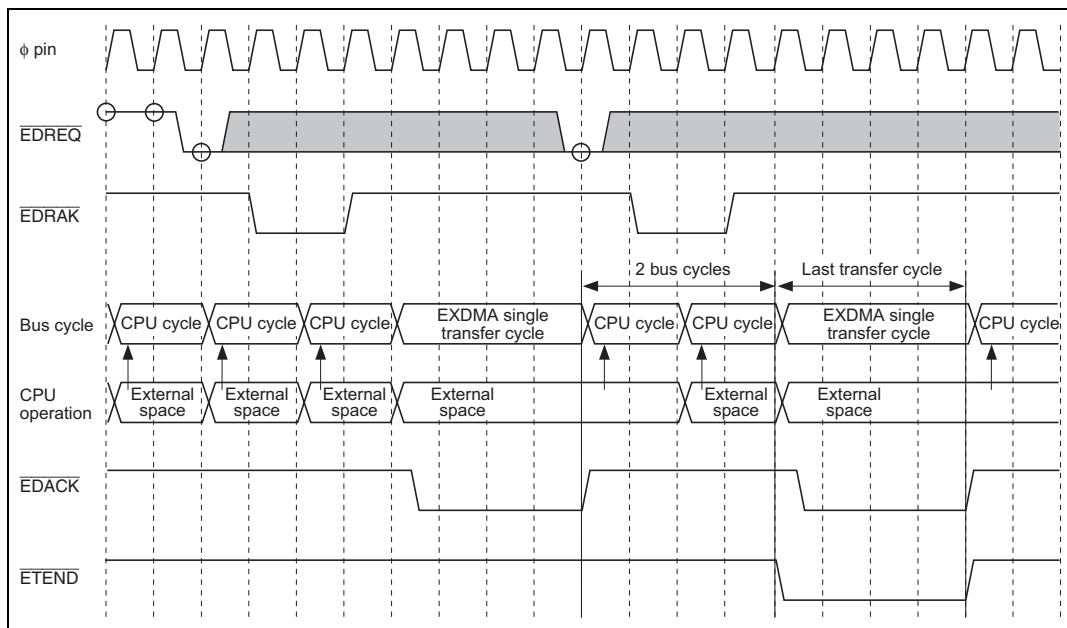 ϕ pin
EDREQ
EDRAK
2 bus cycles
Last transfer cycle
Bus cycle
CPU cycle
CPU cycle
CPU cycle
EXDMA single
transfer cycle
CPU cycle
CPU cycle
EXDMA single
transfer cycle
CPU cycle
CPU
operation
External
space
External
space
External
space
External
space
External
space
External
space
EDACK
ETEND